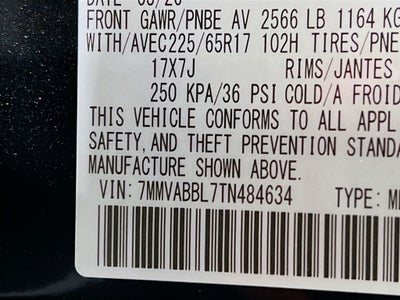 FRONT GAWR/PNBE AV 2566 LB 1164 KG
WITH/AVEC225/65R17 102H TIRES/PNE
17X7J RIMS/JANTES
250 KPA/36 PSI COLD/A FROID
THIS VEHICLE CONFORMS TO ALL APPL
SAFETY, AND THEFT PREVENTION STANDA
MANUFACTURE SHOWN ABOVE.
VIN: 7MMVABBL7TN484634 TYPE: M